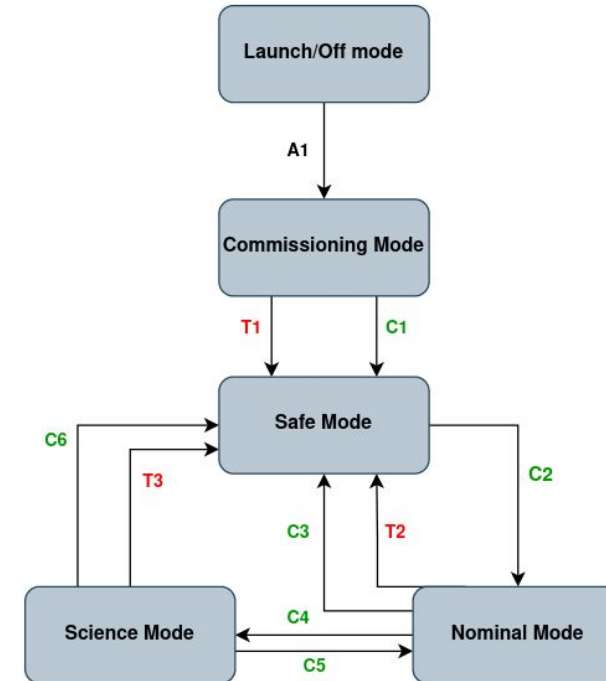 Launch/Off mode
A1
Commissioning Mode
T1
C1
Safe Mode
C6
T3
C2
C3
T2
Science Mode
C4
Nominal Mode
C5